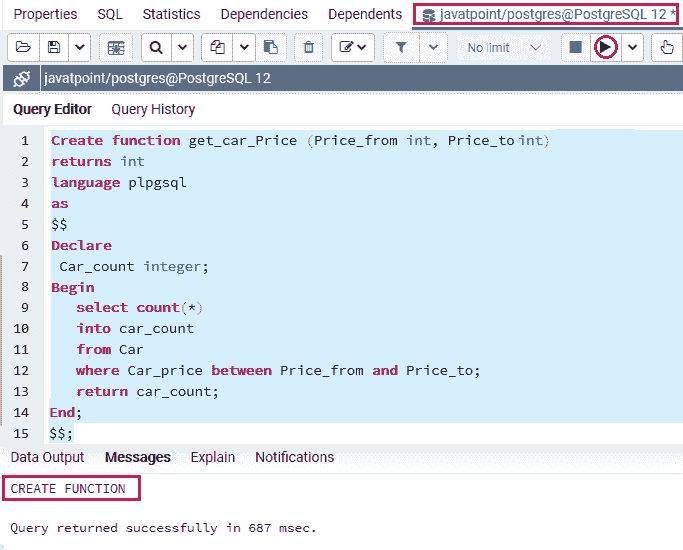 Properties SQL Statistics Dependencies Dependents javatpoint/postgres@PostgreSQL 12 *
No limit
javatpoint/postgres@PostgreSQL 12
Query Editor Query History
1 Create function get_car_Price (Price_from int, Price_to int)
2 returns int
3 language plpgsql
4 as
5 $$
6 Declare
7 Car_count integer;
8 Begin
9 select count(*)
10 into car_count
11 from Car
12 where Car_price between Price_from and Price_to;
13 return car_count;
14 End;
15 $$;
Data Output Messages Explain Notifications
CREATE FUNCTION
Query returned successfully in 687 msec.